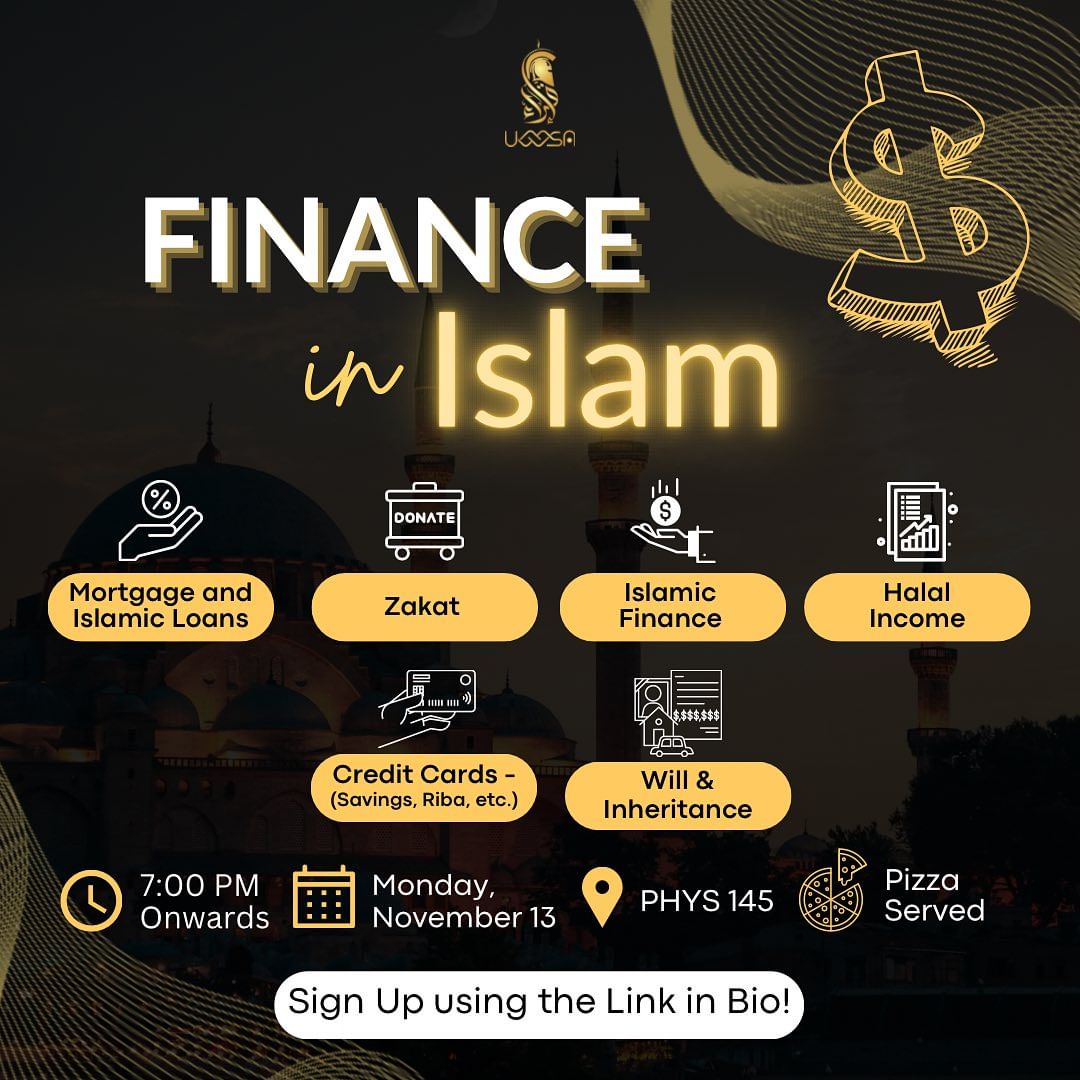 FINANCE
in Islam
DONATE
Mortgage and
Islamic Loans
Zakat
Islamic
Finance
Halal
Income
$,$$$,$$$
Credit Cards -
(Savings, Riba, etc.)
Will &
Inheritance
7:00 PM
Onwards
Monday,
November 13
PHYS 145
Pizza
Served
Sign Up using the Link in Bio!